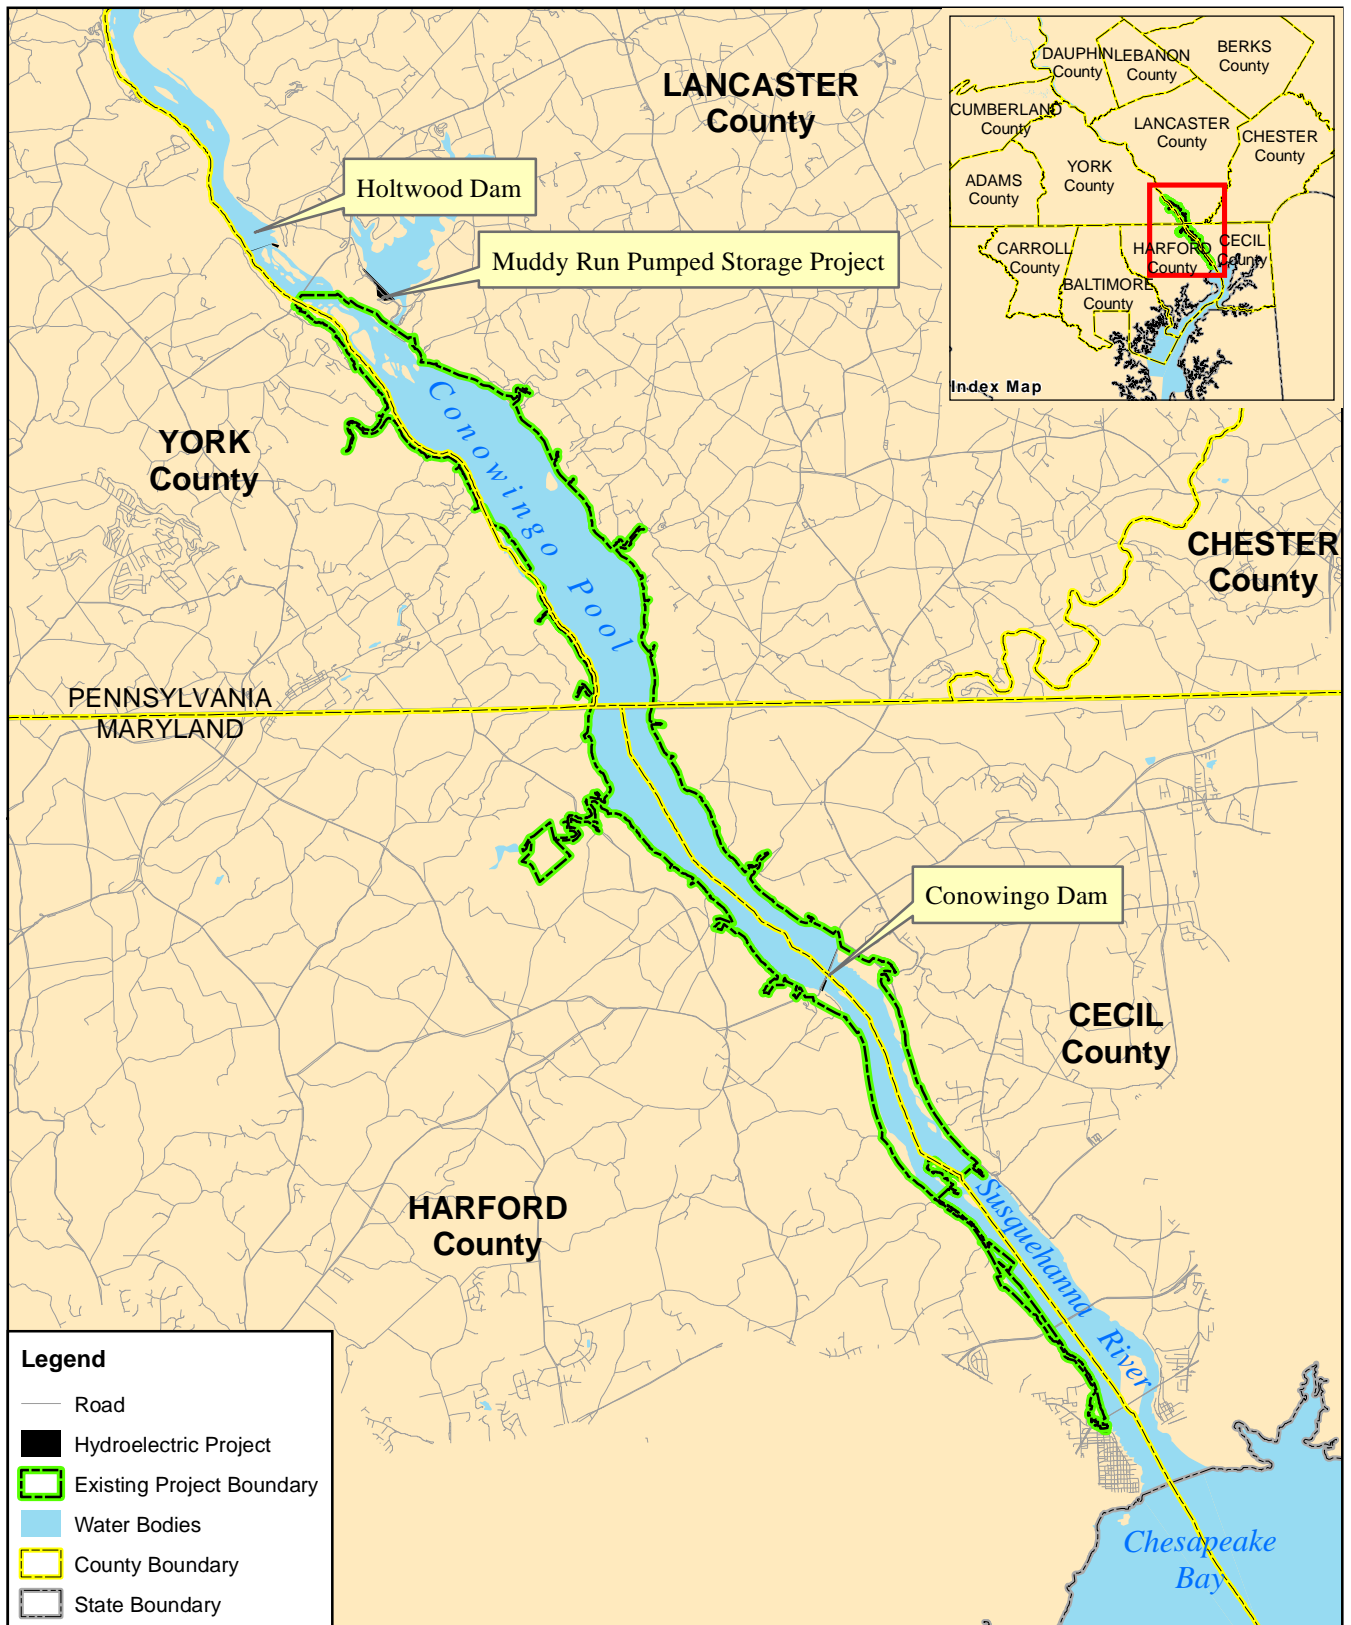 LANCASTER
County
Holtwood Dam
Muddy Run Pumped Storage Project
DAUPHIN
County
LEBANON
County
BERKS
County
CUMBERLAND
County
LANCASTER
County
CHESTER
County
YORK
County
ADAMS
County
CARROLL
County
HARFORD
County
CECIL
County
BALTIMORE
County
Index Map
Conowingo Pool
YORK
County
CHESTER
County
PENNSYLVANIA
MARYLAND
Conowingo Dam
CECIL
County
HARFORD
County
Susquehanna River
Chesapeake
Bay
Legend
Road
Hydroelectric Project
Existing Project Boundary
Water Bodies
County Boundary
State Boundary